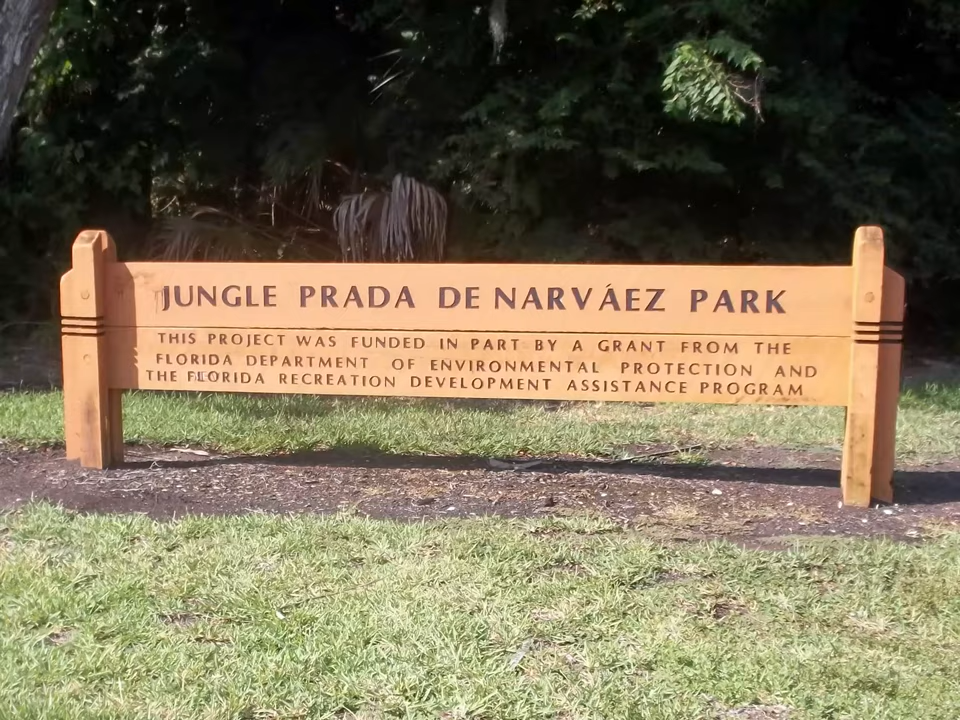 JUNGLE PRADA DE NARVÁEZ PARK
THIS PROJECT WAS FUNDED IN PART BY A GRANT FROM THE
FLORIDA DEPARTMENT OF ENVIRONMENTAL PROTECTION AND
THE FLORIDA RECREATION DEVELOPMENT ASSISTANCE PROGRAM